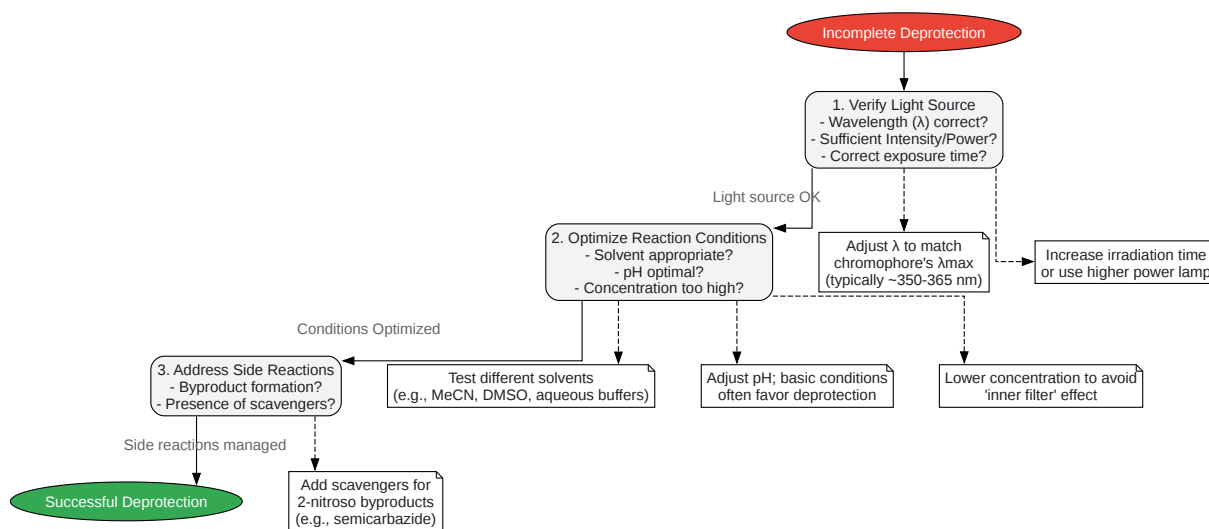 Incomplete Deprotection
1. Verify Light Source
- Wavelength (λ) correct?
- Sufficient Intensity/Power?
- Correct exposure time?
Light source OK
2. Optimize Reaction Conditions
- Solvent appropriate?
- pH optimal?
- Concentration too high?
Adjust λ to match
chromophore's λmax
(typically ~350-365 nm)
Increase irradiation time
or use higher power lamp
Conditions Optimized
3. Address Side Reactions
- Byproduct formation?
- Presence of scavengers?
Test different solvents
(e.g., MeCN, DMSO, aqueous buffers)
Adjust pH; basic conditions
often favor deprotection
Lower concentration to avoid
'inner filter' effect
Side reactions managed
Successful Deprotection
Add scavengers for
2-nitroso byproducts
(e.g., semicarbazide)